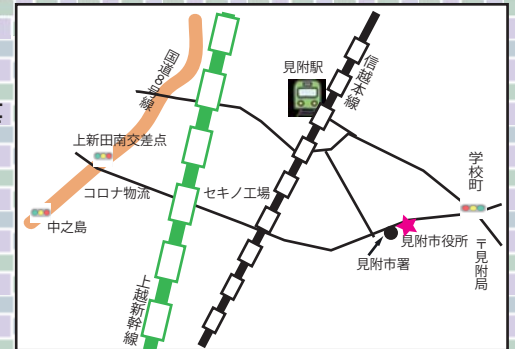 国道8号線
見附駅
信越本線
上新田南交差点
学校町
コロナ物流
セキノ工場
中之島
見附市役所
見附市署
〒見附局
上越新幹線